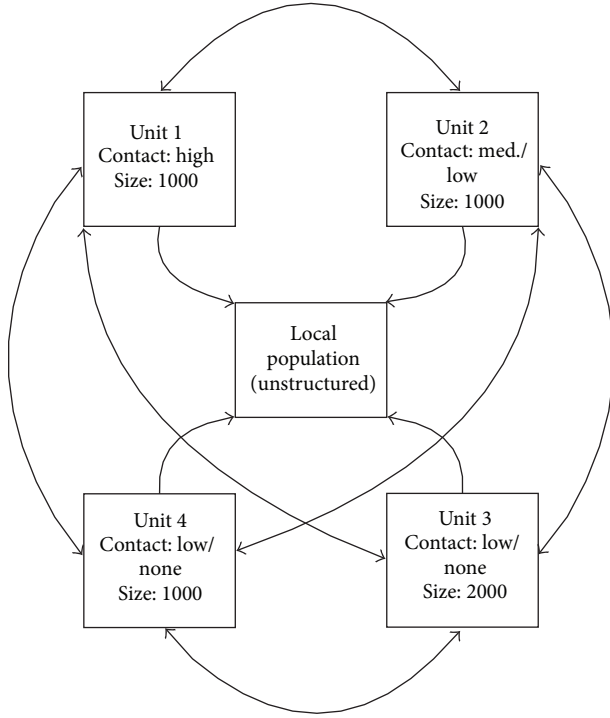 Unit 1
Contact: high
Size: 1000
Unit 2
Contact: med./
low
Size: 1000
Local
population
(unstructured)
Unit 4
Contact: low/
none
Size: 1000
Unit 3
Contact: low/
none
Size: 2000